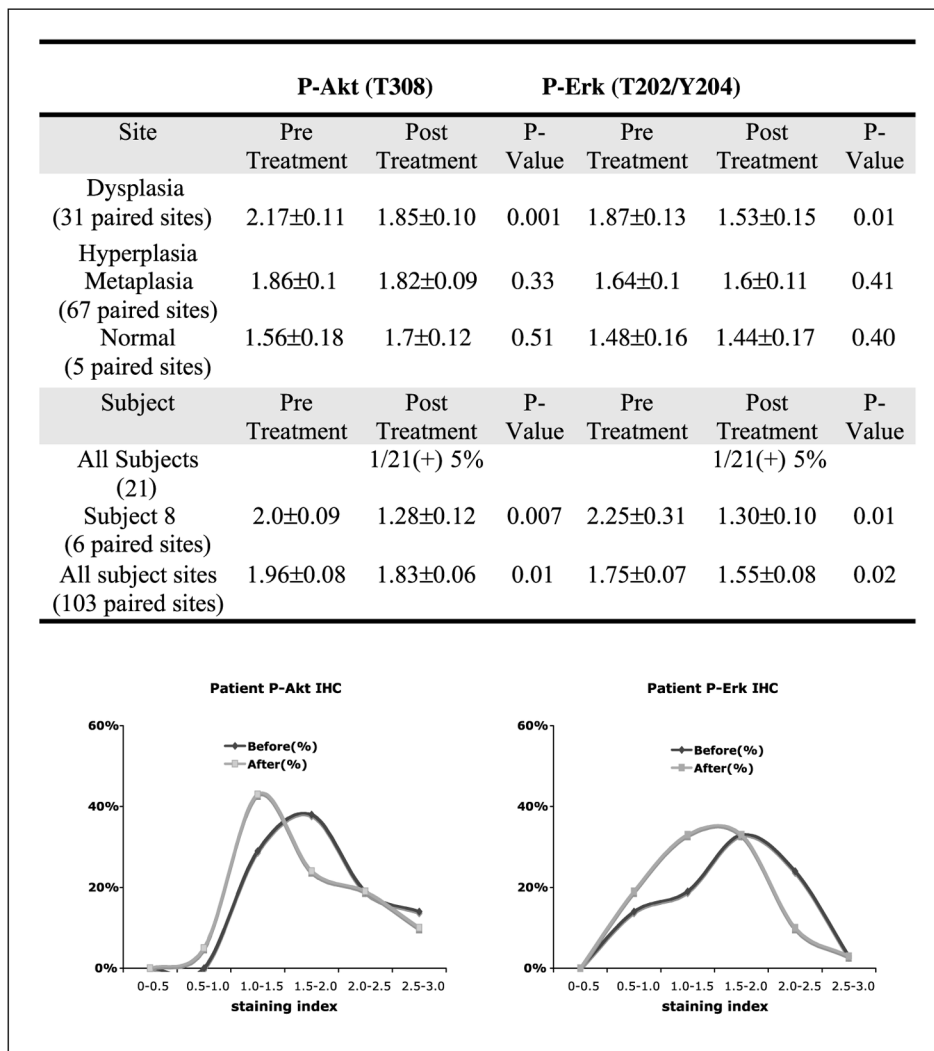 P-Akt (T308) P-Erk (T202/Y204)
Site Pre Post P- Pre Post P-
Treatment Treatment Value Treatment Treatment Value
Dysplasia
(31 paired sites) 2.17±0.11 1.85±0.10 0.001 1.87±0.13 1.53±0.15 0.01
Hyperplasia
Metaplasia 1.86±0.1 1.82±0.09 0.33 1.64±0.1 1.6±0.11 0.41
(67 paired sites)
Normal 1.56±0.18 1.7±0.12 0.51 1.48±0.16 1.44±0.17 0.40
(5 paired sites)
Subject Pre Post P- Pre Post P-
Treatment Treatment Value Treatment Treatment Value
All Subjects 1/21(+) 5% 1/21(+) 5%
(21)
Subject 8 2.0±0.09 1.28±0.12 0.007 2.25±0.31 1.30±0.10 0.01
(6 paired sites)
All subject sites 1.96±0.08 1.83±0.06 0.01 1.75±0.07 1.55±0.08 0.02
(103 paired sites)
Patient P-Akt IHC
60%
Before(%)
After(%)
40%
20%
0%
0-0.5 0.5-1.0 1.0-1.5 1.5-2.0 2.0-2.5 2.5-3.0
staining index
Patient P-Erk IHC
60%
Before(%)
After(%)
40%
20%
0%
0-0.5 0.5-1.0 1.0-1.5 1.5-2.0 2.0-2.5 2.5-3.0
staining index